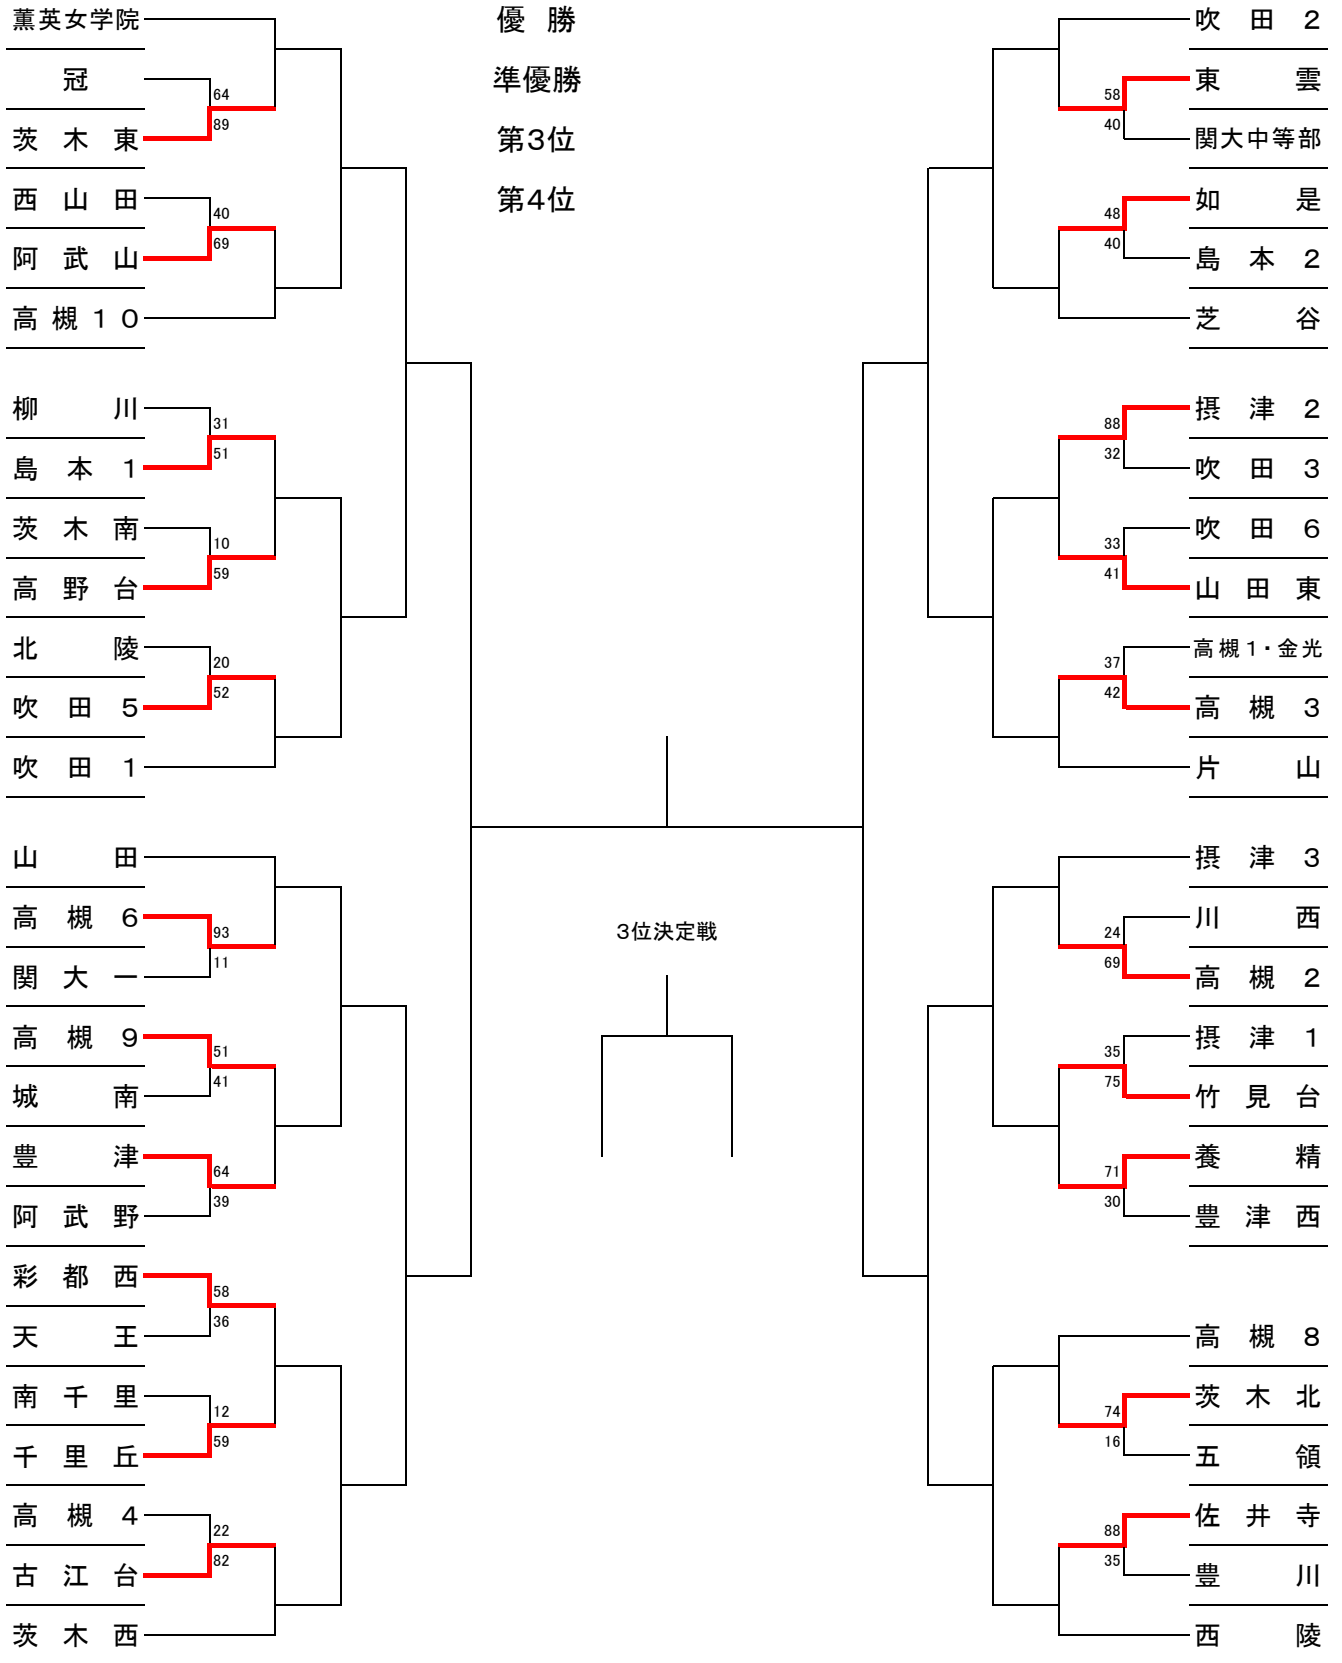 薫英女学院
冠
64
89
茨木東
西山田
40
69
阿武山
高槻10
柳川
31
51
島本1
茨木南
10
59
高野台
北陵
20
52
吹田5
吹田1
山田
高槻6
93
11
関大一
高槻9
51
41
城南
豊津
64
39
阿武野
彩都西
58
36
天王
南千里
12
59
千里丘
高槻4
22
82
古江台
茨木西
優勝
準優勝
第3位
第4位
3位決定戦
吹田2
東雲
58
40
関大中等部
如是
48
40
島本2
芝谷
摂津2
88
32
吹田3
吹田6
33
41
山田東
高槻1・金光
37
42
高槻3
片山
摂津3
川西
24
69
高槻2
摂津1
35
75
竹見台
養精
71
30
豊津西
高槻8
茨木北
74
16
五領
佐井寺
88
35
豊川
西陵